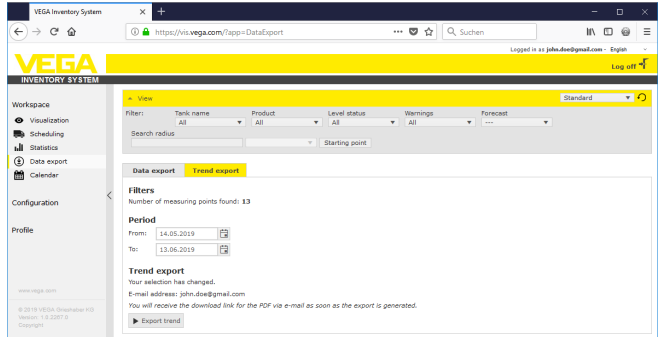 VEGA Inventory System
https://vis.vega.com/?app=DataExport
Suchen
Logged in as john.doe@gmail.com - English
VEGA
Log off
INVENTORY SYSTEM
Workspace
Visualization
Scheduling
Statistics
Data export
Calendar
Configuration
Profile
www.vega.com
© 2019 VEGA Grieshaber KG
Copyright
View
Standard
Filter: Tank name Product Level status Warnings Forecast
All All All All ---
Search radius
Starting point
Data export Trend export
Filters
Number of measuring points found: 13
Period
From: 14.05.2019
To: 13.06.2019
Trend export
Your selection has changed.
E-mail address: john.doe@gmail.com
You will receive the download link for the PDF via e-mail as soon as the export is generated.
Export trend